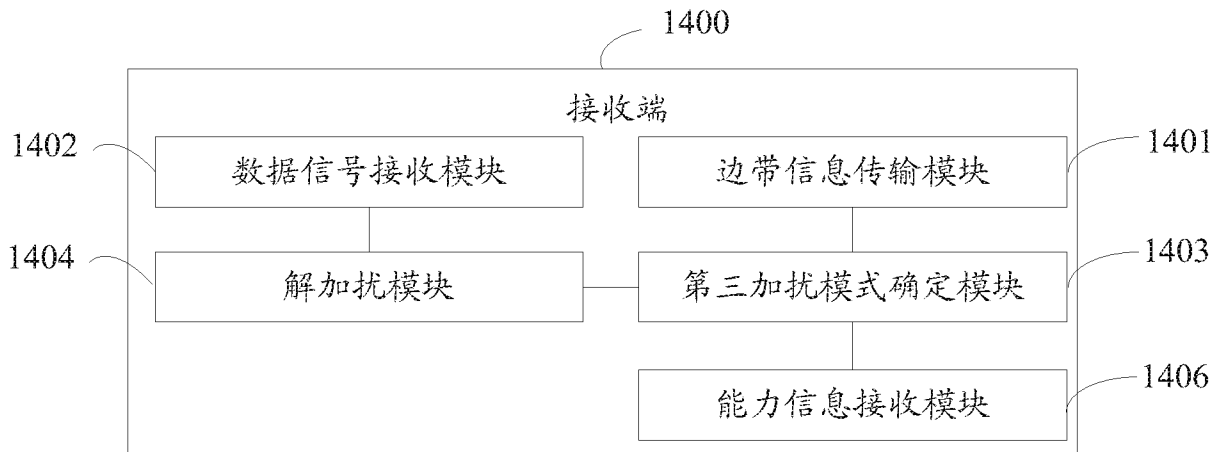 1400
接收端
1402
数据信号接收模块
边带信息传输模块
1401
1404
解加扰模块
第三加扰模式确定模块
1403
能力信息接收模块
1406